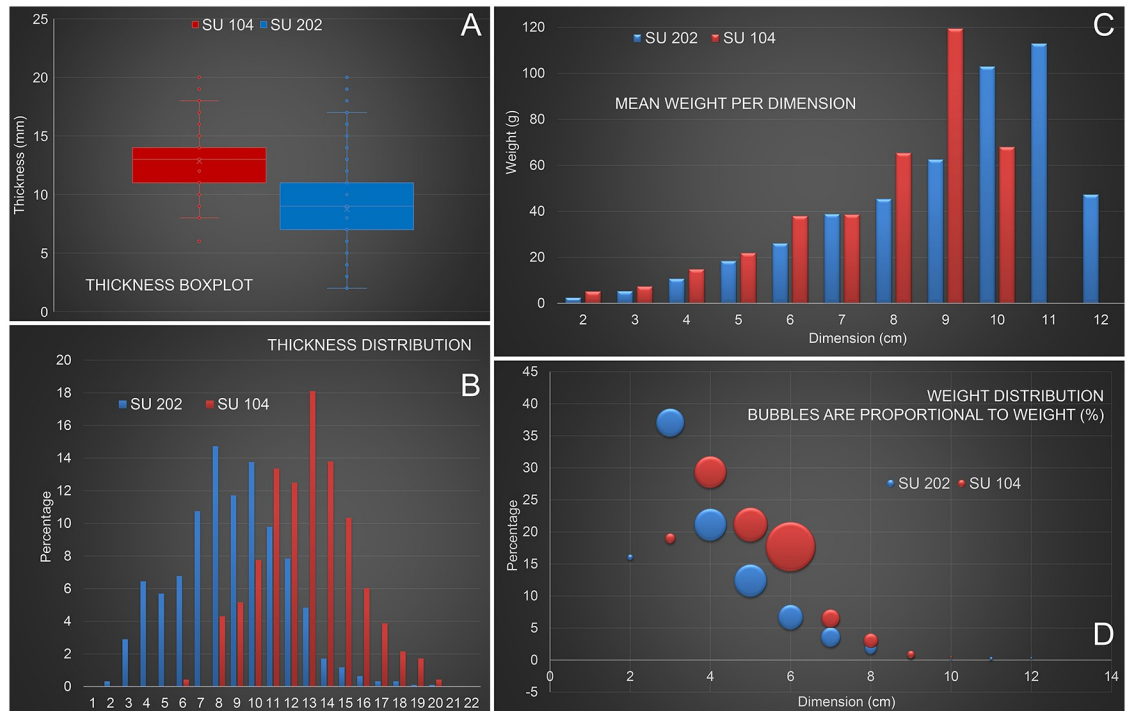 A
SU 104 SU 202
25
20
15
10
5
0
Thickness (mm)
THICKNESS BOXPLOT
C
SU 202 SU 104
MEAN WEIGHT PER DIMENSION
120
100
80
60
40
20
0
Weight (g)
2 3 4 5 6 7 8 9 10 11 12
Dimension (cm)
THICKNESS DISTRIBUTION
B
SU 202 SU 104
20
18
16
14
12
10
8
6
4
2
0
Percentage
1 2 3 4 5 6 7 8 9 10 11 12 13 14 15 16 17 18 19 20 21 22
WEIGHT DISTRIBUTION
BUBBLES ARE PROPORTIONAL TO WEIGHT (%)
SU 202 SU 104
45
40
35
30
25
20
15
10
5
0
-5
Percentage
D
0 2 4 6 8 10 12 14
Dimension (cm)